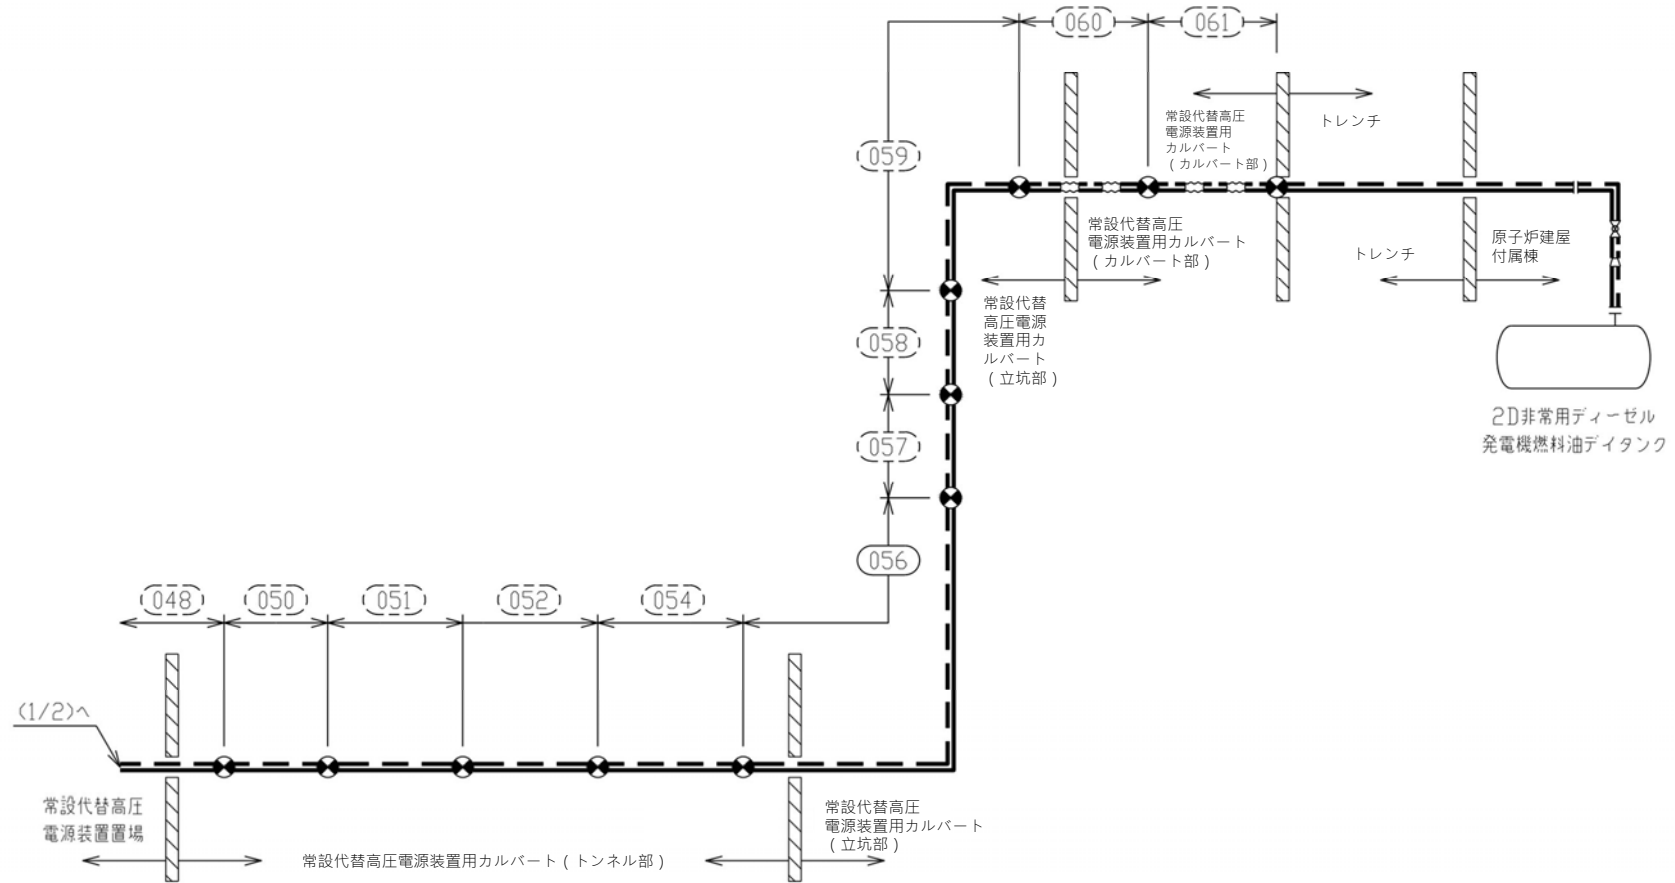 060
061
059
常設代替高圧
電源装置用
カルバート
(カルバート部)
トレンチ
常設代替高圧
電源装置用カルバート
(カルバート部)
トレンチ
原子炉建屋
付属棟
常設代替
高圧電源
装置用カ
ルバート
(立坑部)
058
2D非常用ディーゼル
発電機燃料油デイタンク
057
056
048
050
051
052
054
(1/2)へ
常設代替高圧
電源装置置場
常設代替高圧電源装置用カルバート(トンネル部)
常設代替高圧
電源装置用カルバート
(立坑部)